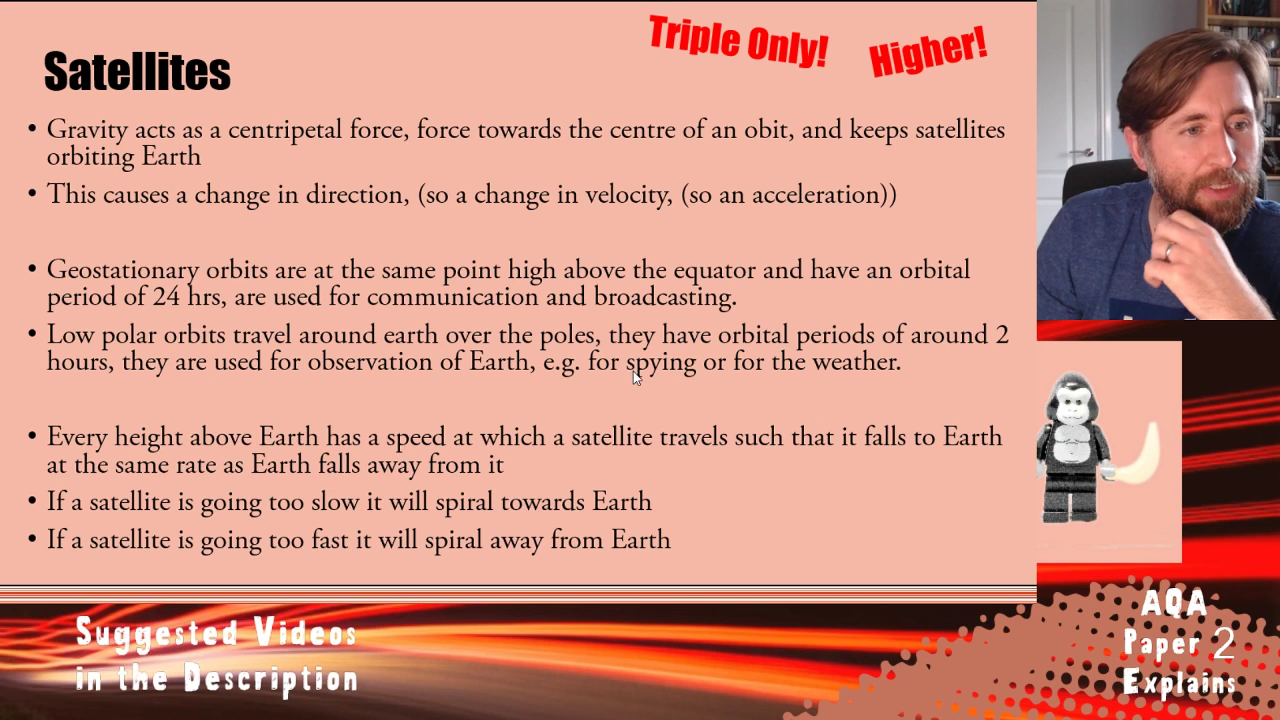 Triple Only!
Higher!
Satellites
• Gravity acts as a centripetal force, force towards the centre of an obit, and keeps satellites
orbiting Earth
• This causes a change in direction, (so a change in velocity, (so an acceleration))
• Geostationary orbits are at the same point high above the equator and have an orbital
period of 24 hrs, are used for communication and broadcasting.
• Low polar orbits travel around earth over the poles, they have orbital periods of around 2
hours, they are used for observation of Earth, e.g. for spying or for the weather.
• Every height above Earth has a speed at which a satellite travels such that it falls to Earth
at the same rate as Earth falls away from it
• If a satellite is going too slow it will spiral towards Earth
• If a satellite is going too fast it will spiral away from Earth
Suggested Videos
in the Description
AQA
Paper 2
Explains